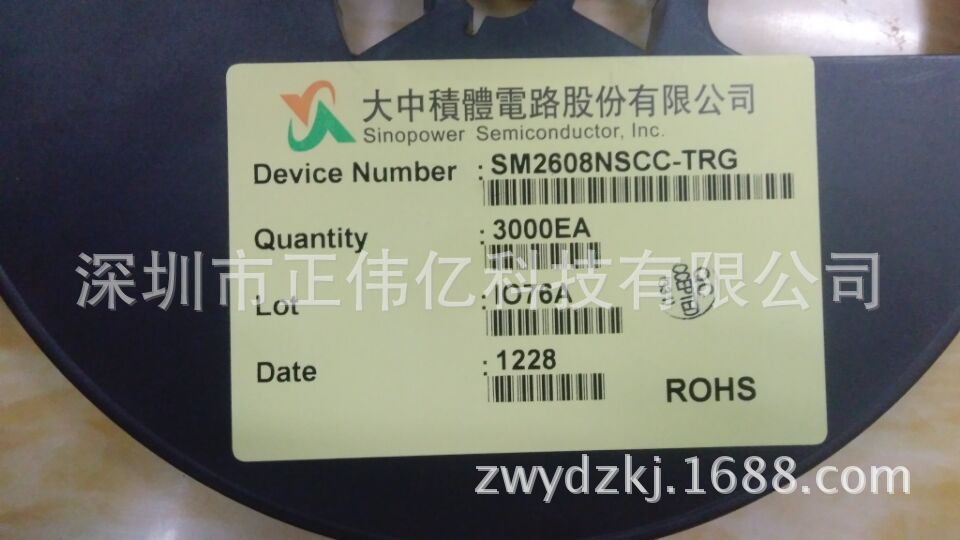 大中積體電路股份有限公司
Sinopower Semiconductor, Inc.
Device Number : SM2608NSCC-TRG
Quantity : 3000EA
深圳市正伟亿科技有限公司
Lot : IO76A
QC
Date : 1228
ROHS
zwydzkj.1688.com